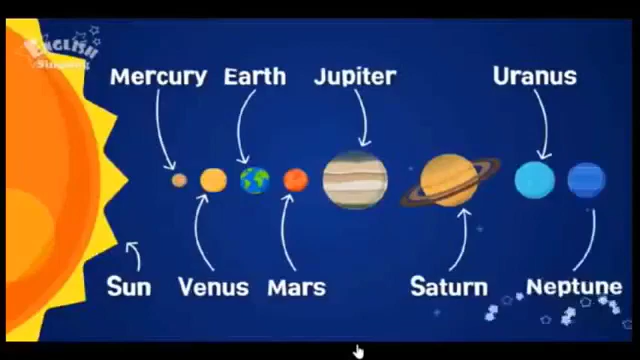 ENGLISH
Singsing
Mercury Earth Jupiter Uranus
Sun Venus Mars Saturn Neptune